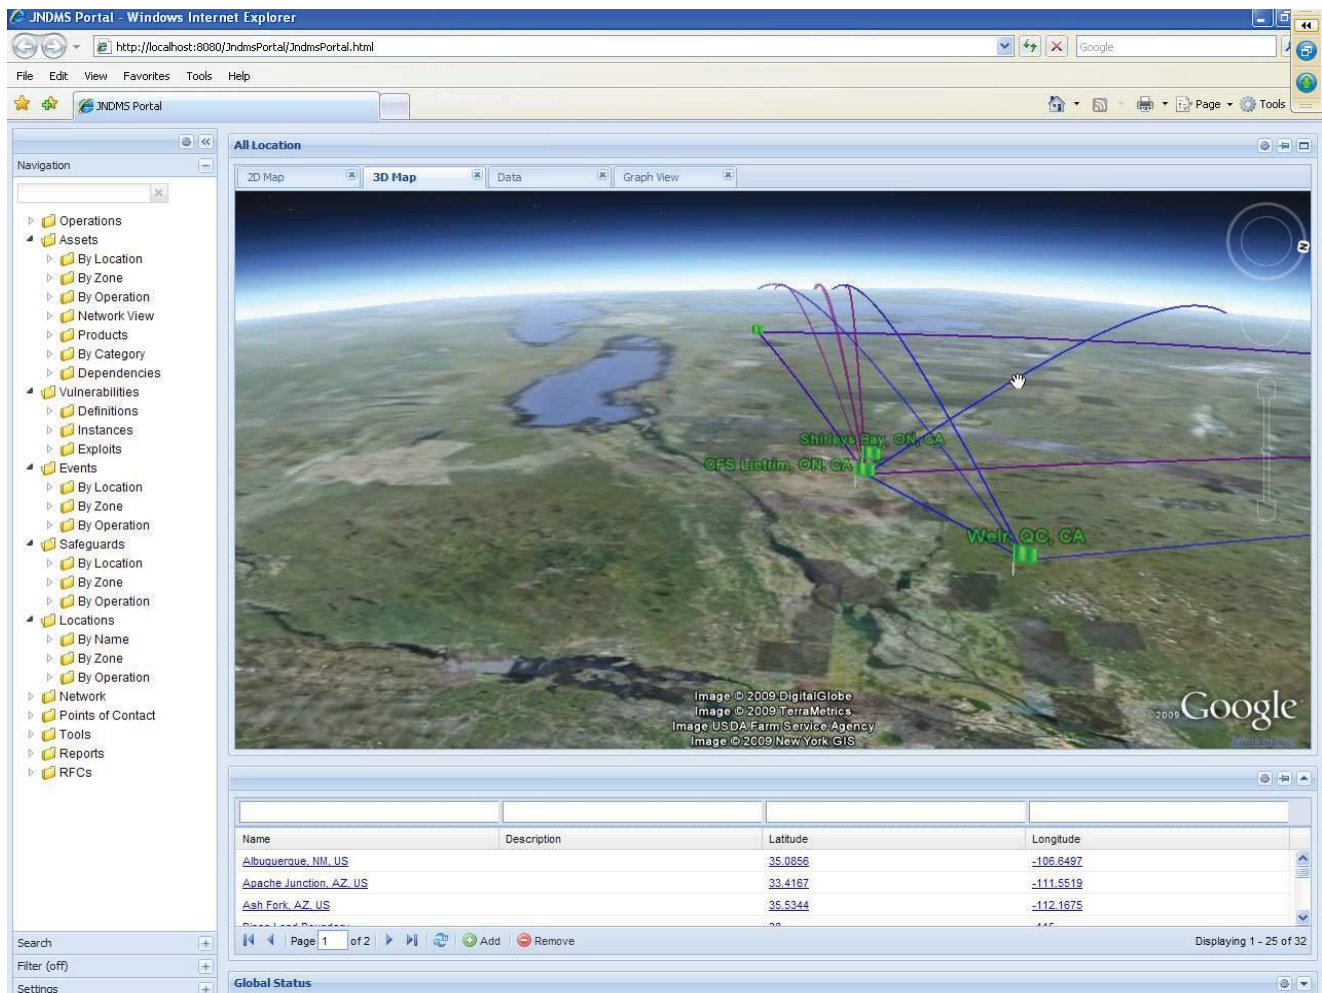 JNDMS Portal - Windows Internet Explorer
http://localhost:8080/JndmsPortal/JndmsPortal.html
Google
File Edit View Favorites Tools Help
JNDMS Portal
Page Tools
Navigation
Operations
Assets
By Location
By Zone
By Operation
Network View
Products
By Category
Dependencies
Vulnerabilities
Definitions
Instances
Exploits
Events
By Location
By Zone
By Operation
Safeguards
By Location
By Zone
By Operation
Locations
By Name
By Zone
By Operation
Network
Points of Contact
Tools
Reports
RFCs
Search
Filter (off)
Settings
All Location
2D Map 3D Map Data Graph View
N
Shirleys Bay, ON, CA
CFS Lietrim, ON, CA
Weir, QC, CA
Image © 2009 DigitalGlobe
Image © 2009 TerraMetrics
Image USDA Farm Service Agency
Image © 2009 New York GIS
2009 Google
Name Description Latitude Longitude
Albuquerque, NM, US 35.0856 -106.6497
Apache Junction, AZ, US 33.4167 -111.5519
Ash Fork, AZ, US 35.5344 -112.1675
Page 1 of 2 Add Remove Displaying 1 - 25 of 32
Global Status